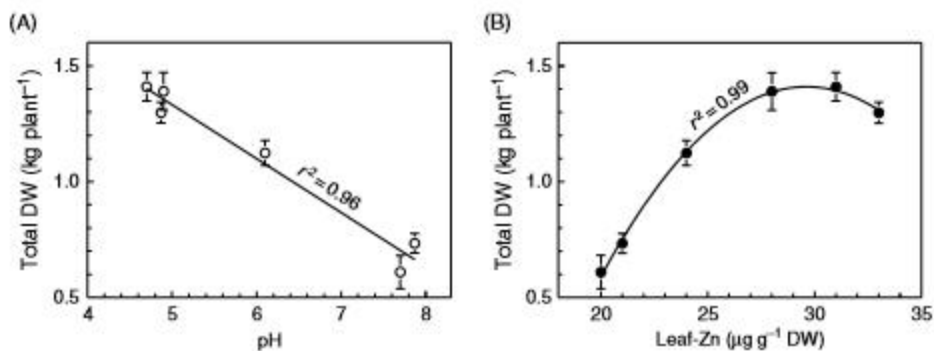 (A)
Total DW (kg plant⁻¹)
1.5
1.0
0.5
r² = 0.96
4 5 6 7 8
pH
(B)
Total DW (kg plant⁻¹)
1.5
1.0
0.5
r² = 0.99
20 25 30 35
Leaf-Zn (µg g⁻¹ DW)